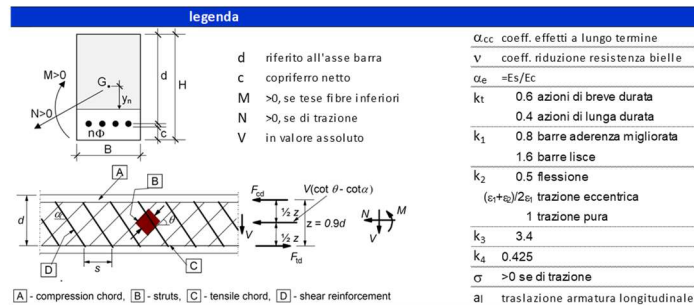 legenda
M>0
N>0
G
yn
nΦ
c
d
H
B
d riferito all'asse barra
c copriferro netto
M >0, se tese fibre inferiori
N >0, se di trazione
V in valore assoluto
A
B
C
D
d
α
θ
s
V
Fcd
Ftd
V(cot θ - cotα)
½ z
½ z
z = 0.9d
M
N
V
A - compression chord, B - struts, C - tensile chord, D - shear reinforcement
αcc coeff. effetti a lungo termine
ν coeff. riduzione resistenza bielle
αe =Es/Ec
kt 0.6 azioni di breve durata
0.4 azioni di lunga durata
k1 0.8 barre aderenza migliorata
1.6 barre lisce
k2 0.5 flessione
(ε1+ε2)/2ε1 trazione eccentrica
1 trazione pura
k3 3.4
k4 0.425
σ >0 se di trazione
al traslazione armatura longitudinale